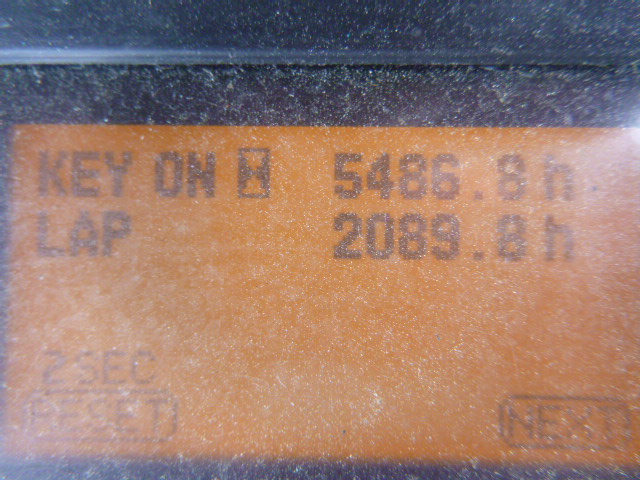 KEY ON H 5486.8 h
LAP 2089.8 h
2SEC
RESET NEXT